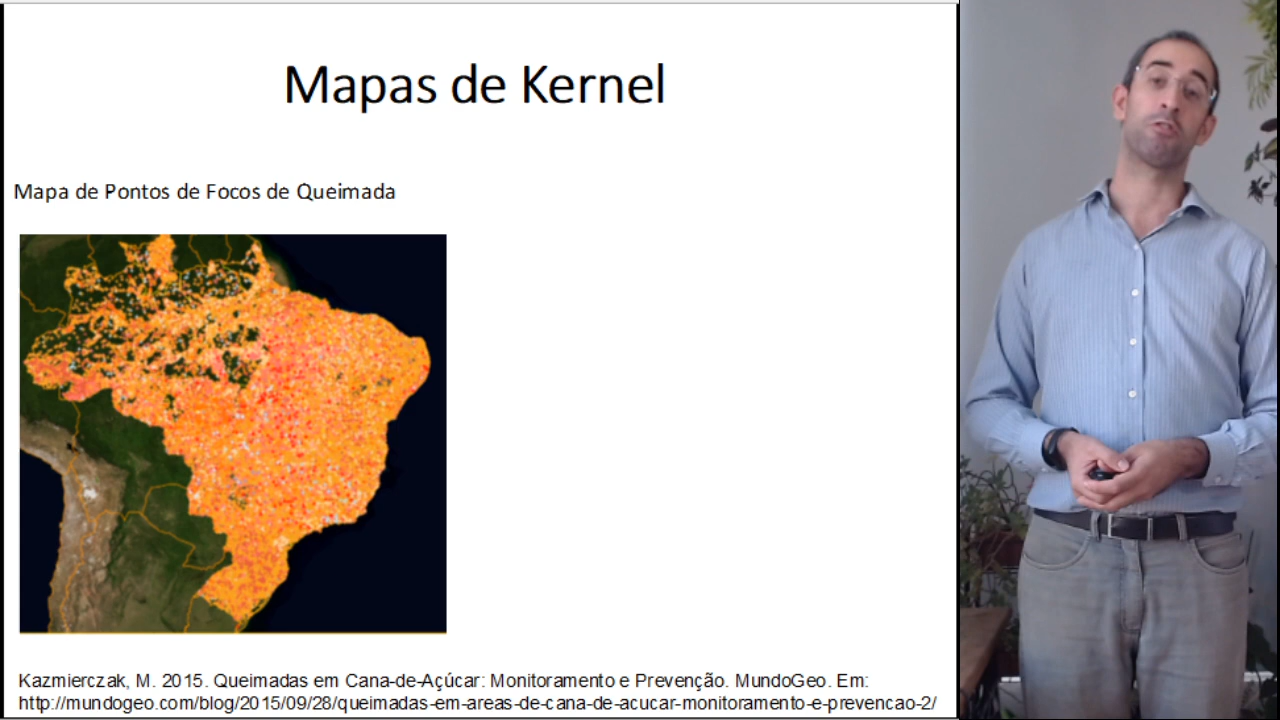 Mapas de Kernel
Mapa de Pontos de Focos de Queimada
Kazmierczak, M. 2015. Queimadas em Cana-de-Açúcar: Monitoramento e Prevenção. MundoGeo. Em:
http://mundogeo.com/blog/2015/09/28/queimadas-em-areas-de-cana-de-acucar-monitoramento-e-prevencao-2/